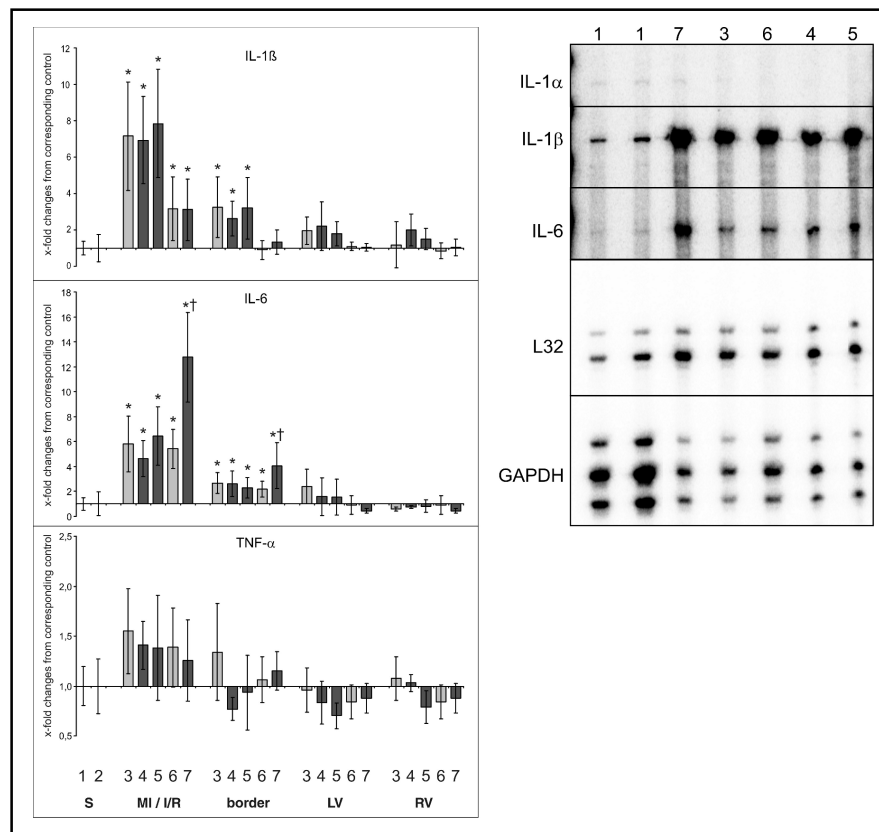 IL-1ß
x-fold changes from corresponding control
12
10
8
6
4
2
0
* * * * * * * *
IL-6
x-fold changes from corresponding control
18
16
14
12
10
8
6
4
2
0
* * * * *† * * * * *†
TNF-α
x-fold changes from corresponding control
2,5
2,0
1,5
1,0
0,5
1 2 3 4 5 6 7 3 4 5 6 7 3 4 5 6 7 3 4 5 6 7
S MI / I/R border LV RV
1 1 7 3 6 4 5
IL-1α
IL-1β
IL-6
L32
GAPDH